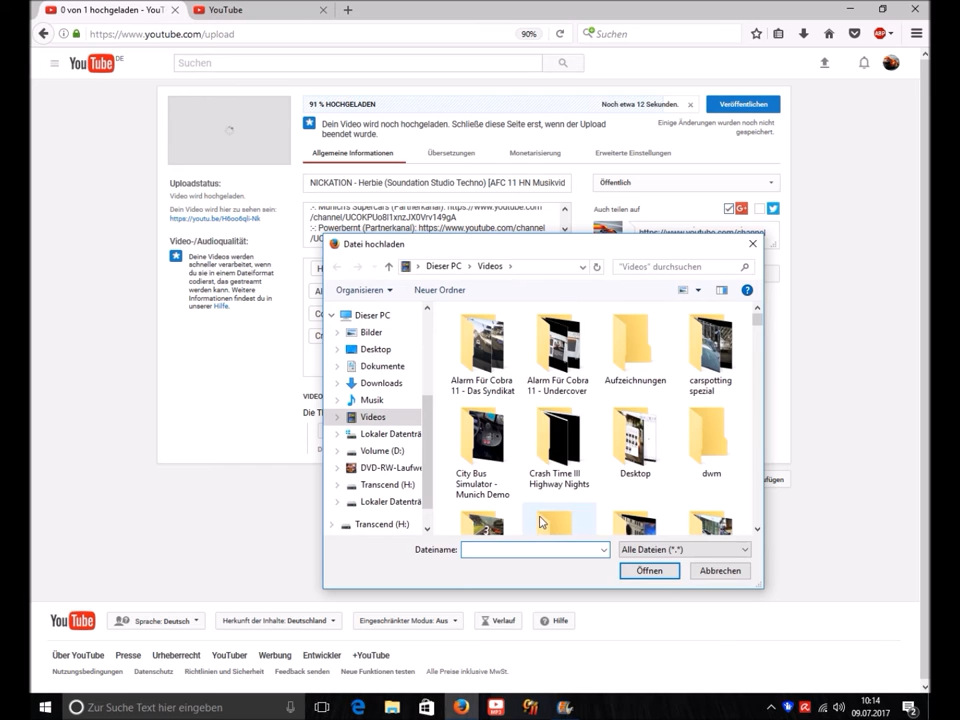 0 von 1 hochgeladen - YouT
YouTube
https://www.youtube.com/upload
90%
Suchen
YouTube DE
Suchen
91 % HOCHGELADEN
Noch etwa 12 Sekunden.
Veröffentlichen
Dein Video wird noch hochgeladen. Schließe diese Seite erst, wenn der Upload
beendet wurde.
Einige Änderungen wurden noch nicht
gespeichert.
Allgemeine Informationen
Übersetzungen
Monetarisierung
Erweiterte Einstellungen
Uploadstatus:
Video wird hochgeladen.
Dein Video wird hier zu sehen sein:
NICKATION - Herbie (Soundation Studio Techno) [AFC 11 HN Musikvid
Öffentlich
Auch teilen auf
/channel/UCOKPUo8I1xnzJX0Vrv149gA
:-. Powerbernt (Partnerkanal): https://www.youtube.com/channel
Video-/Audioqualität:
Deine Videos werden
schneller verarbeitet, wenn
du sie in einem Dateiformat
codierst, das gestreamt
werden kann. Weitere
Informationen findest du in
unserer Hilfe.
Datei hochladen
Dieser PC
Videos
"Videos" durchsuchen
Organisieren
Neuer Ordner
Dieser PC
Bilder
Desktop
Dokumente
Downloads
Musik
Videos
Lokaler Datenträ
Volume (D:)
DVD-RW-Laufwe
Transcend (H:)
Lokaler Datenträ
Transcend (H:)
Alarm Für Cobra
11 - Das Syndikat
Alarm Für Cobra
11 - Undercover
Aufzeichnungen
carspotting
spezial
City Bus
Simulator -
Munich Demo
Crash Time III
Highway Nights
Desktop
dwm
Dateiname:
Alle Dateien (*.*)
Öffnen
Abbrechen
YouTube
Sprache: Deutsch
Herkunft der Inhalte: Deutschland
Eingeschränkter Modus: Aus
Verlauf
Hilfe
Über YouTube
Presse
Urheberrecht
YouTuber
Werbung
Entwickler
+YouTube
Nutzungsbedingungen
Datenschutz
Richtlinien und Sicherheit
Feedback senden
Neue Funktionen testen
Alle Preise inklusive MwSt.
Zur Suche Text hier eingeben
10:14
09.07.2017